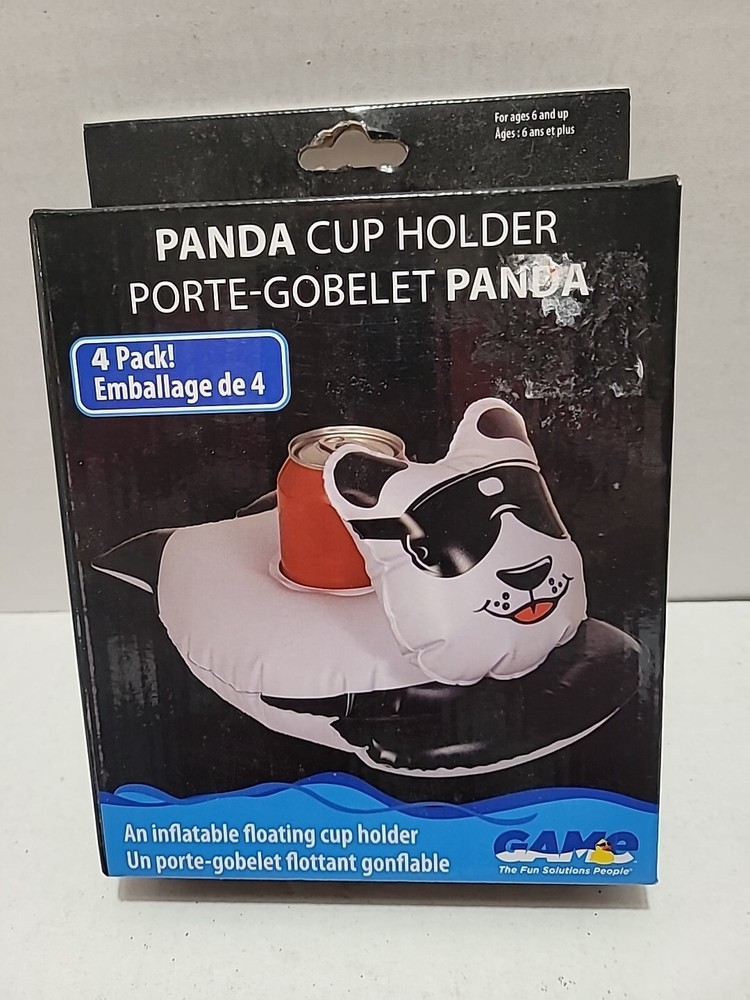 For ages 6 and up
Âges : 6 ans et plus
PANDA CUP HOLDER
PORTE-GOBELET PANDA
4 Pack!
Emballage de 4
An inflatable floating cup holder
Un porte-gobelet flottant gonflable
GAME
The Fun Solutions People®